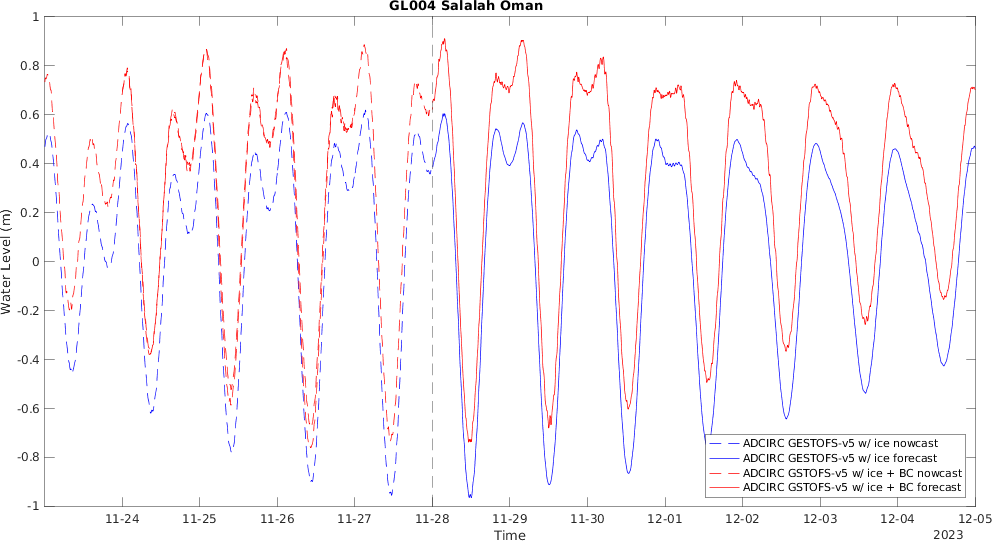 GL004 Salalah Oman
Water Level (m)
1
0.8
0.6
0.4
0.2
0
-0.2
-0.4
-0.6
-0.8
-1
ADCIRC GESTOFS-v5 w/ ice nowcast
ADCIRC GESTOFS-v5 w/ ice forecast
ADCIRC GSTOFS-v5 w/ ice + BC nowcast
ADCIRC GSTOFS-v5 w/ ice + BC forecast
11-24 11-25 11-26 11-27 11-28 11-29 11-30 12-01 12-02 12-03 12-04 12-05
Time
2023